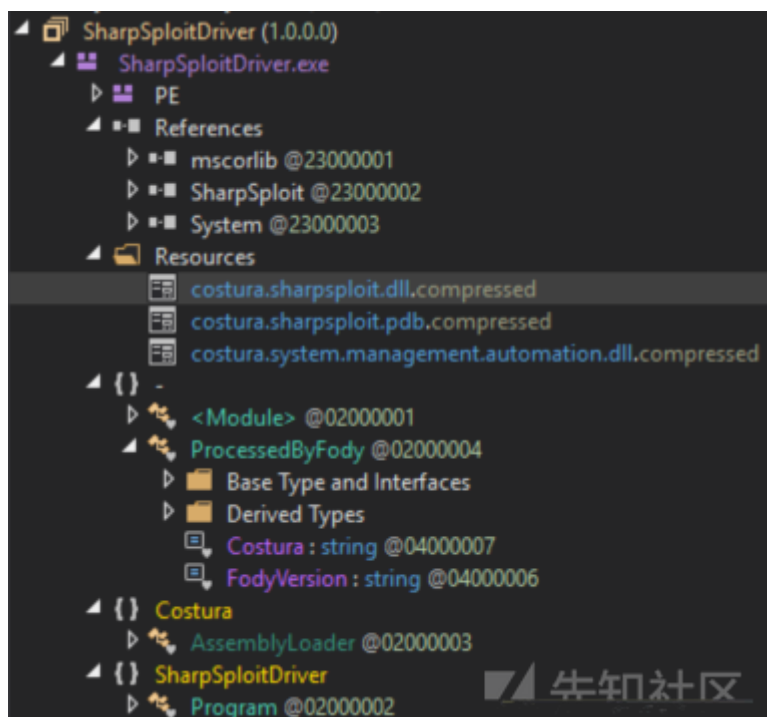 SharpSploitDriver (1.0.0.0)
SharpSploitDriver.exe
PE
References
mscorlib @23000001
SharpSploit @23000002
System @23000003
Resources
costura.sharpsploit.dll.compressed
costura.sharpsploit.pdb.compressed
costura.system.management.automation.dll.compressed
{ } -
<Module> @02000001
ProcessedByFody @02000004
Base Type and Interfaces
Derived Types
Costura : string @04000007
FodyVersion : string @04000006
{ } Costura
AssemblyLoader @02000003
{ } SharpSploitDriver
Program @02000002
先知社区